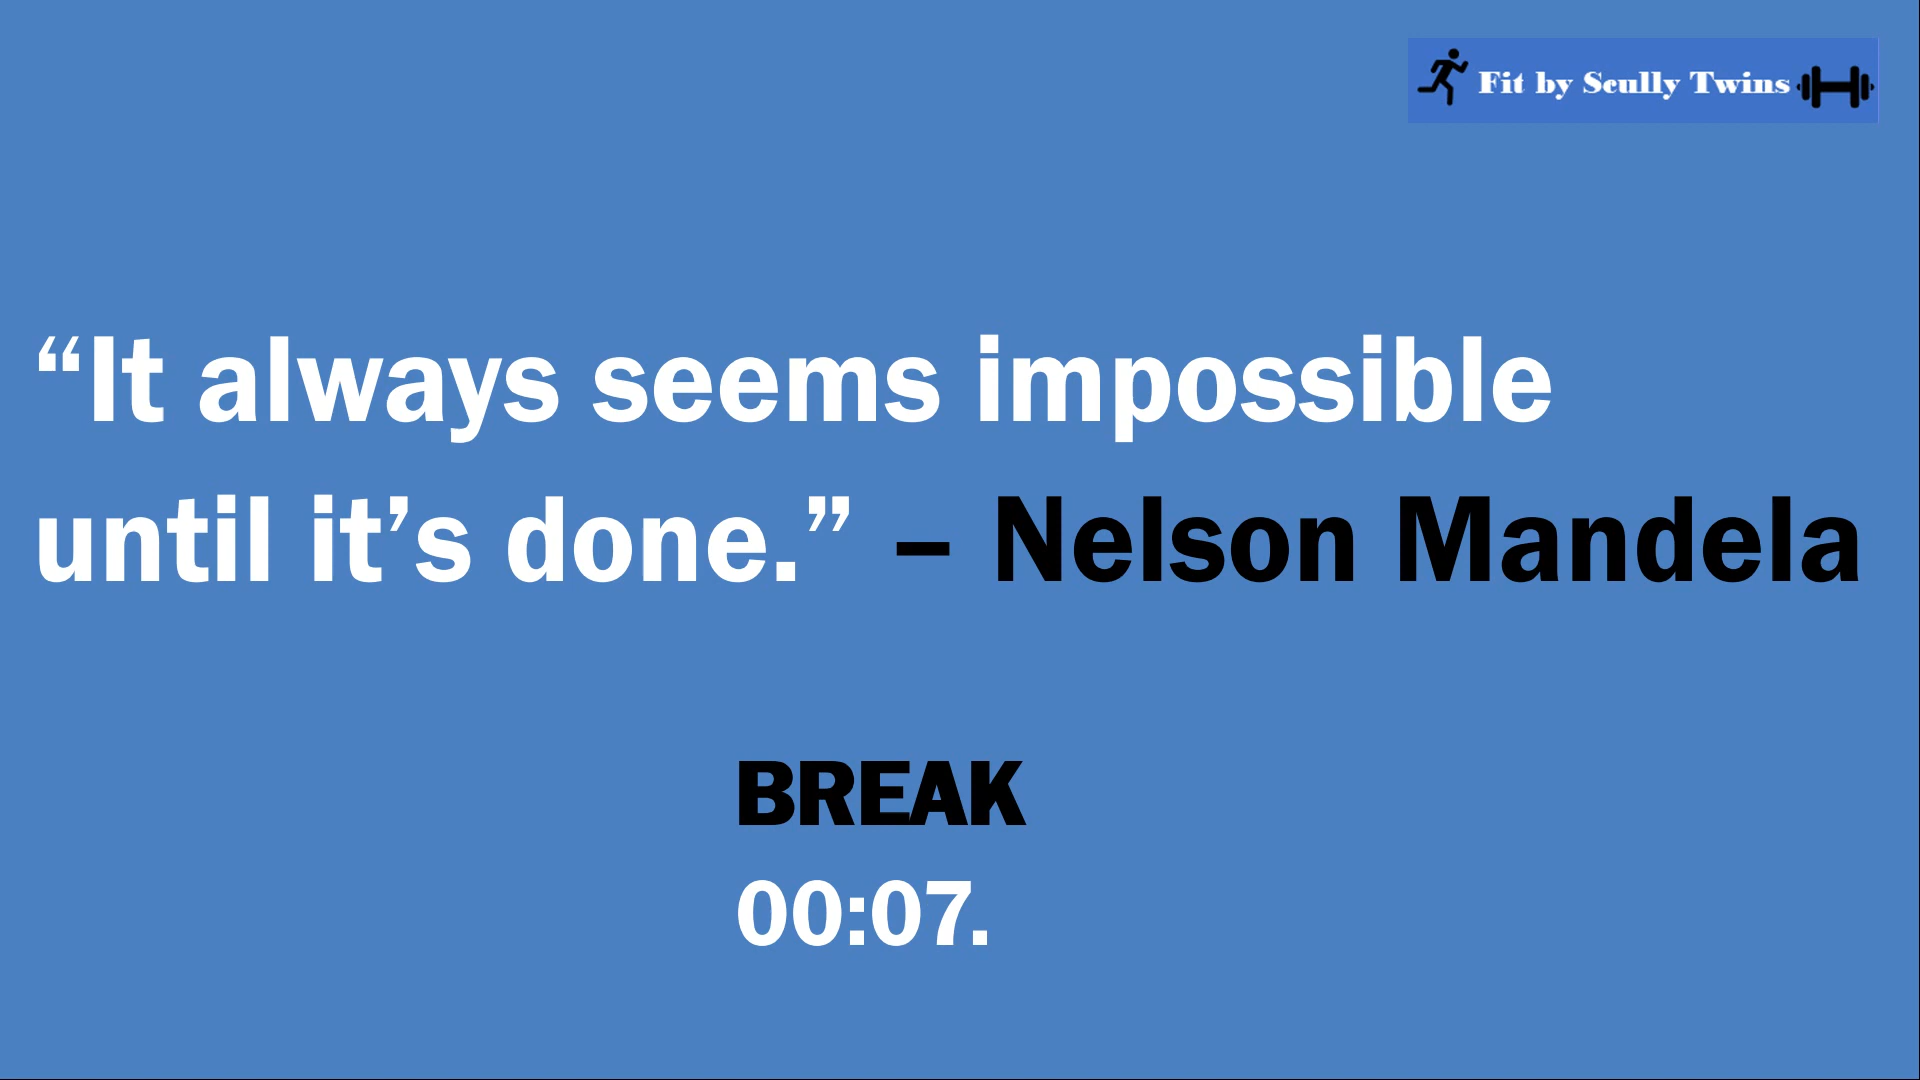 Fit by Scully Twins
“It always seems impossible
until it’s done.” – Nelson Mandela
BREAK
00:07.